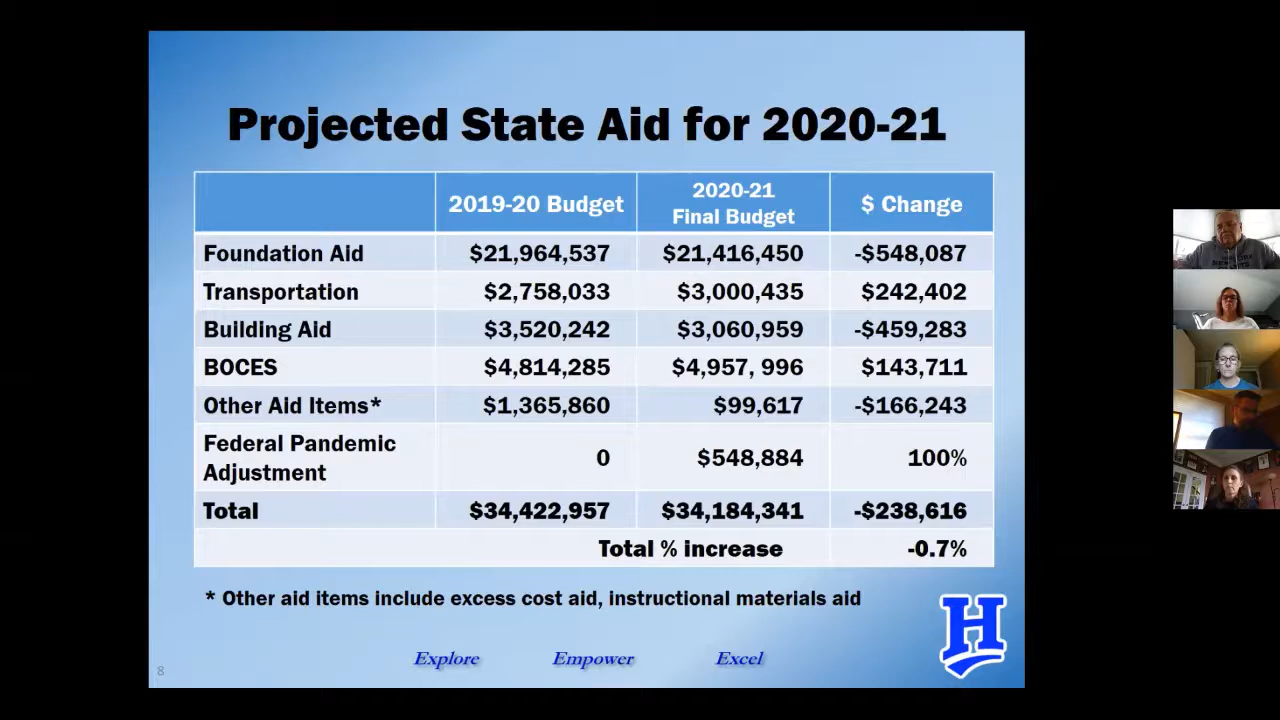 Projected State Aid for 2020-21
2019-20 Budget
2020-21
Final Budget
$ Change
Foundation Aid $21,964,537 $21,416,450 -$548,087
Transportation $2,758,033 $3,000,435 $242,402
Building Aid $3,520,242 $3,060,959 -$459,283
BOCES $4,814,285 $4,957, 996 $143,711
Other Aid Items* $1,365,860 $99,617 -$166,243
Federal Pandemic
Adjustment 0 $548,884 100%
Total $34,422,957 $34,184,341 -$238,616
Total % increase -0.7%
* Other aid items include excess cost aid, instructional materials aid
H
Explore Empower Excel
8